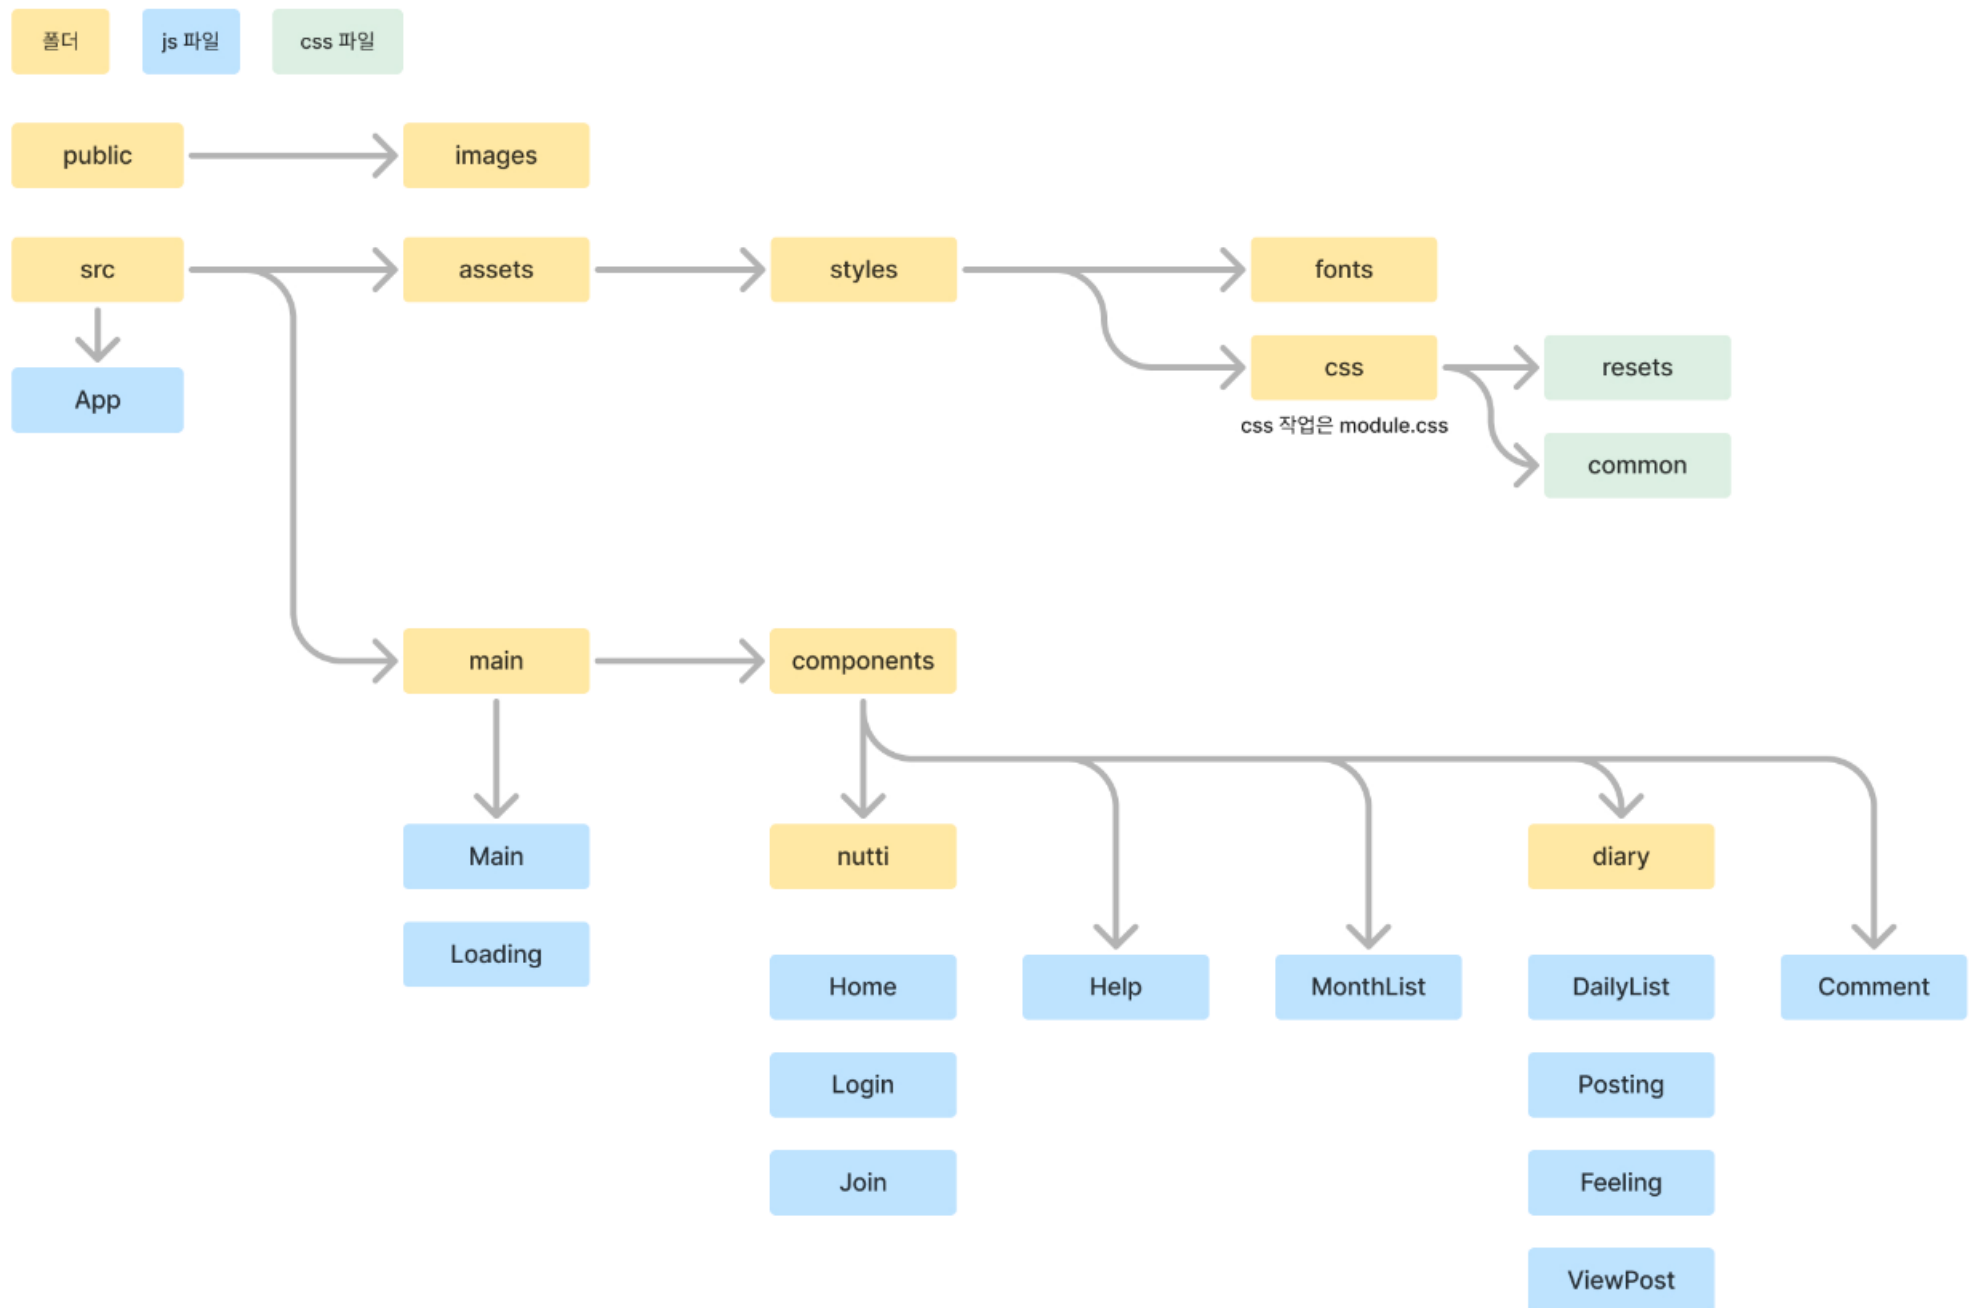 폴더
js 파일
css 파일
public
images
src
assets
styles
fonts
App
css
resets
css 작업은 module.css
common
main
components
Main
nutti
diary
Loading
Home
Help
MonthList
DailyList
Comment
Login
Posting
Join
Feeling
ViewPost